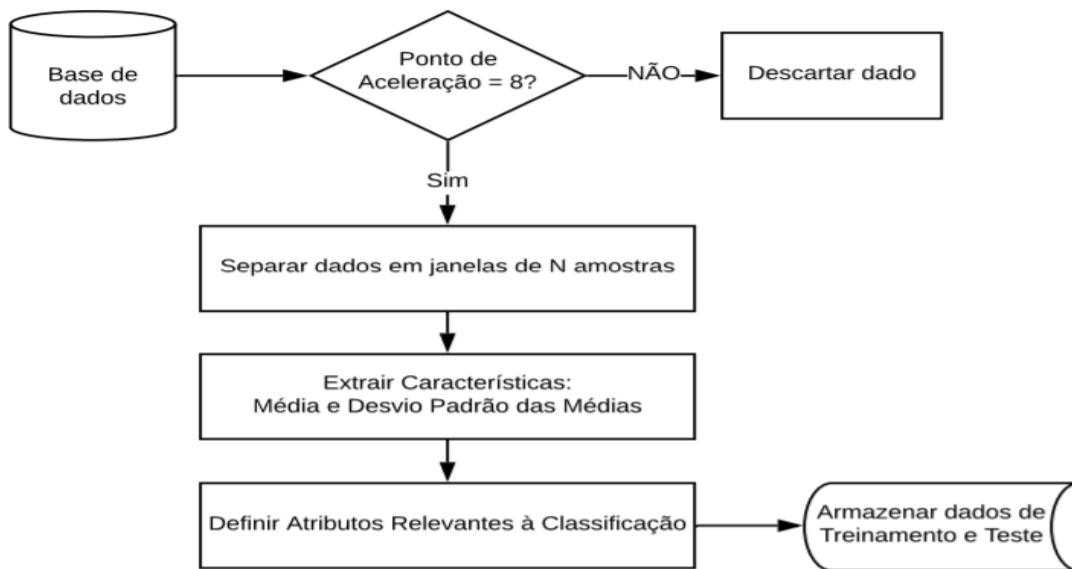 Base de
dados
Ponto de
Aceleração = 8?
NÃO
Descartar dado
Sim
Separar dados em janelas de N amostras
Extrair Características:
Média e Desvio Padrão das Médias
Definir Atributos Relevantes à Classificação
Armazenar dados de
Treinamento e Teste